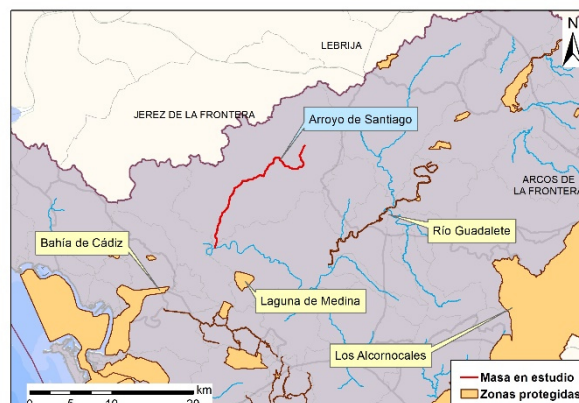 LEBRIJA
N
JEREZ DE LA FRONTERA
Arroyo de Santiago
ARCOS DE
LA FRONTERA
Río Guadalete
Bahía de Cádiz
Laguna de Medina
Los Alcornocales
km
0 5 10 20
Masa en estudio
Zonas protegidas